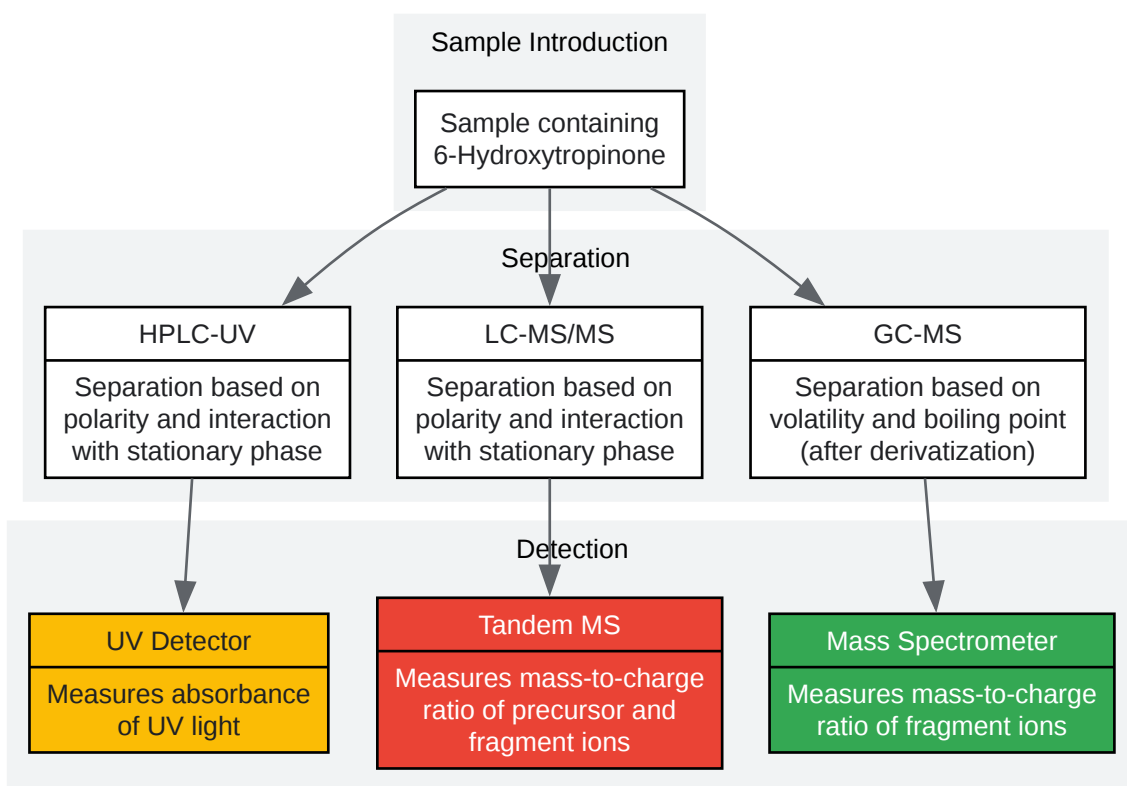 Sample Introduction
Sample containing
6-Hydroxytropinone
Separation
HPLC-UV
Separation based on
polarity and interaction
with stationary phase
LC-MS/MS
Separation based on
polarity and interaction
with stationary phase
GC-MS
Separation based on
volatility and boiling point
(after derivatization)
Detection
UV Detector
Measures absorbance
of UV light
Tandem MS
Measures mass-to-charge
ratio of precursor and
fragment ions
Mass Spectrometer
Measures mass-to-charge
ratio of fragment ions